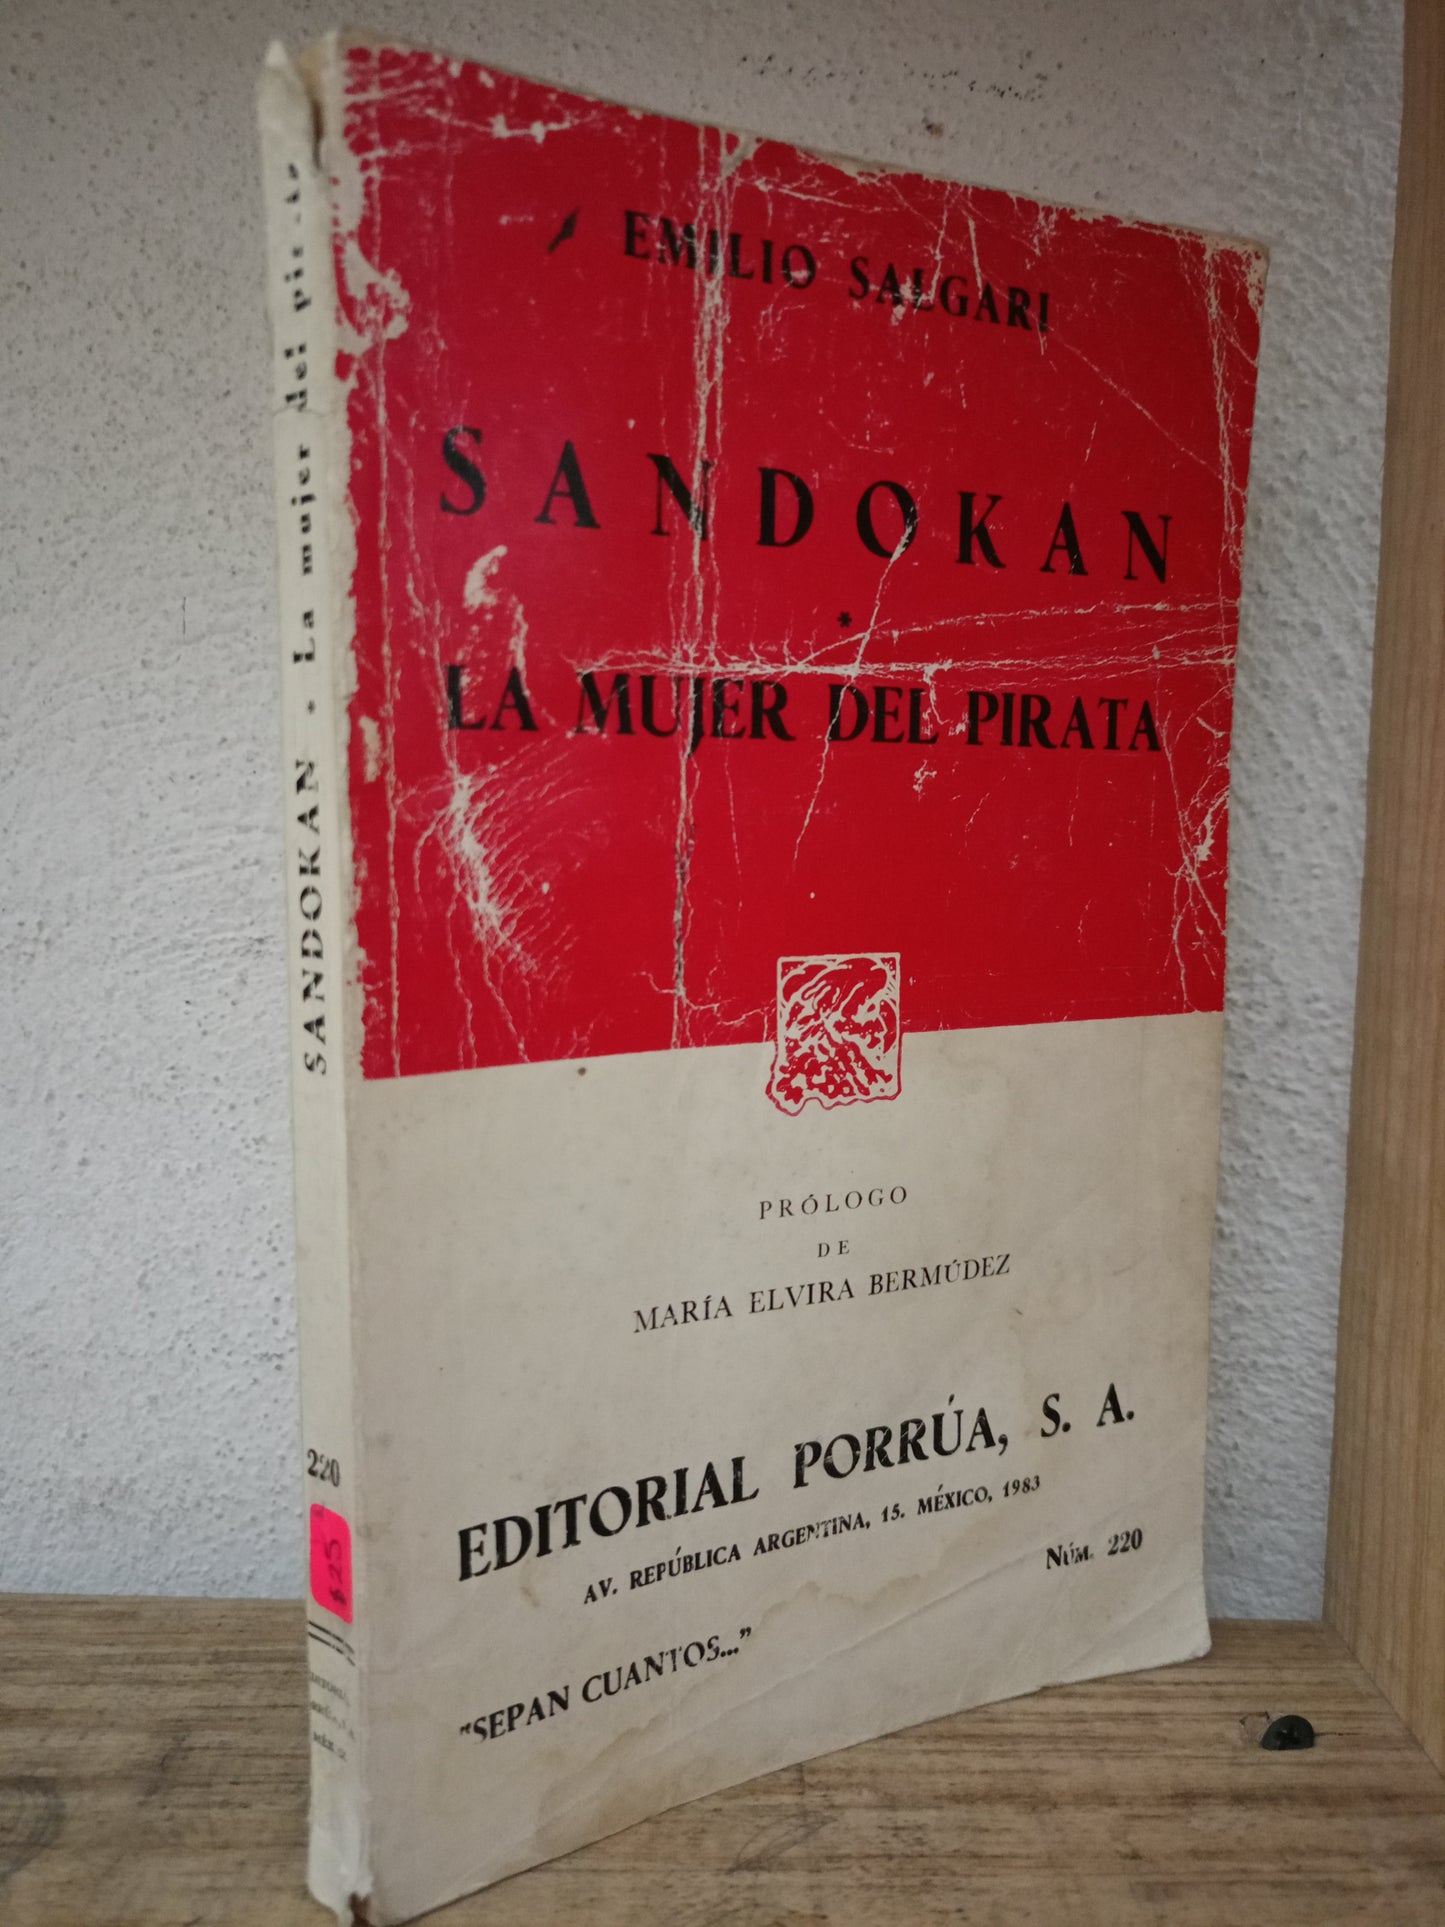 EMILIO SALGARI
SANDOKAN
*
LA MUJER DEL PIRATA
PRÓLOGO
DE
MARÍA ELVIRA BERMÚDEZ
EDITORIAL PORRÚA, S. A.
AV. REPÚBLICA ARGENTINA, 15. MÉXICO, 1983
NÚM. 220
"SEPAN CUANTOS..."
SANDOKAN * La mujer del pirata
220
$25